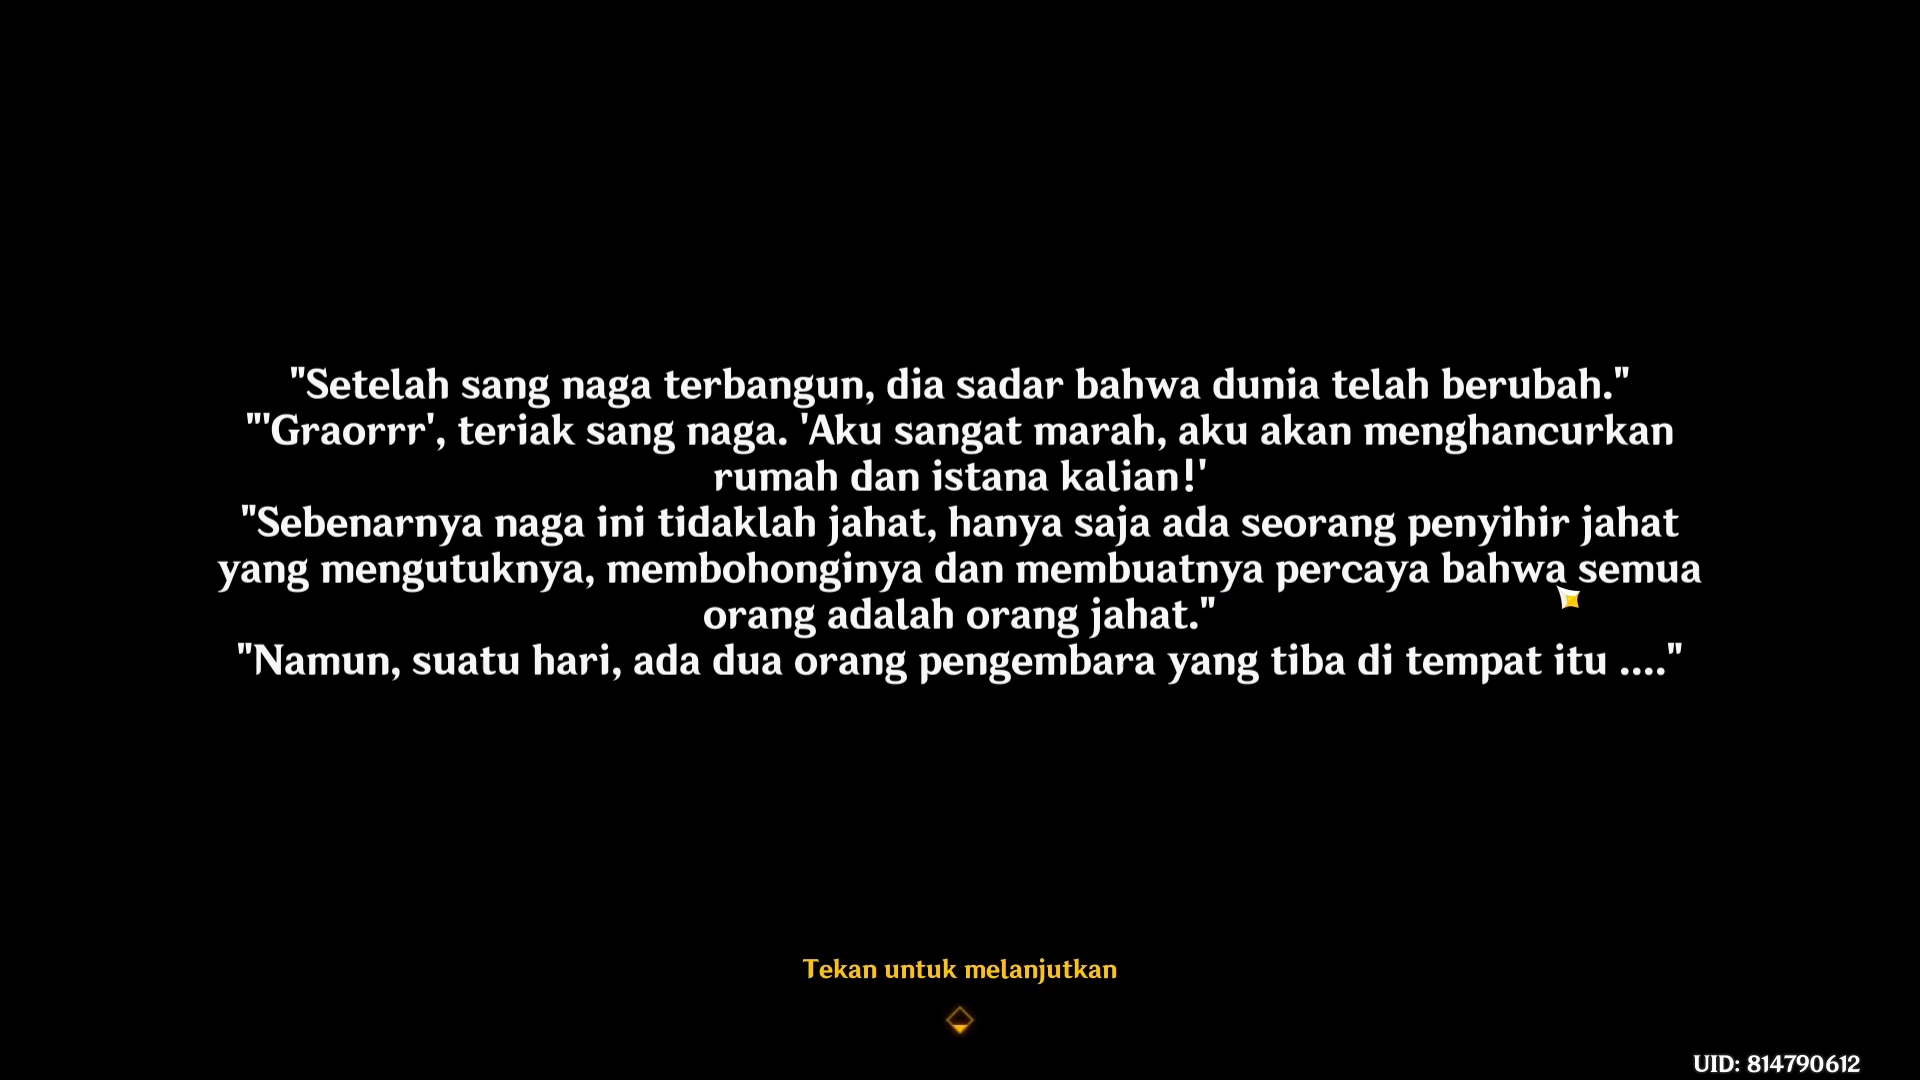 "Setelah sang naga terbangun, dia sadar bahwa dunia telah berubah."
"'Graorrr', teriak sang naga. 'Aku sangat marah, aku akan menghancurkan
rumah dan istana kalian!'
"Sebenarnya naga ini tidaklah jahat, hanya saja ada seorang penyihir jahat
yang mengutuknya, membohonginya dan membuatnya percaya bahwa semua
orang adalah orang jahat."
"Namun, suatu hari, ada dua orang pengembara yang tiba di tempat itu ...."
Tekan untuk melanjutkan
UID: 814790612